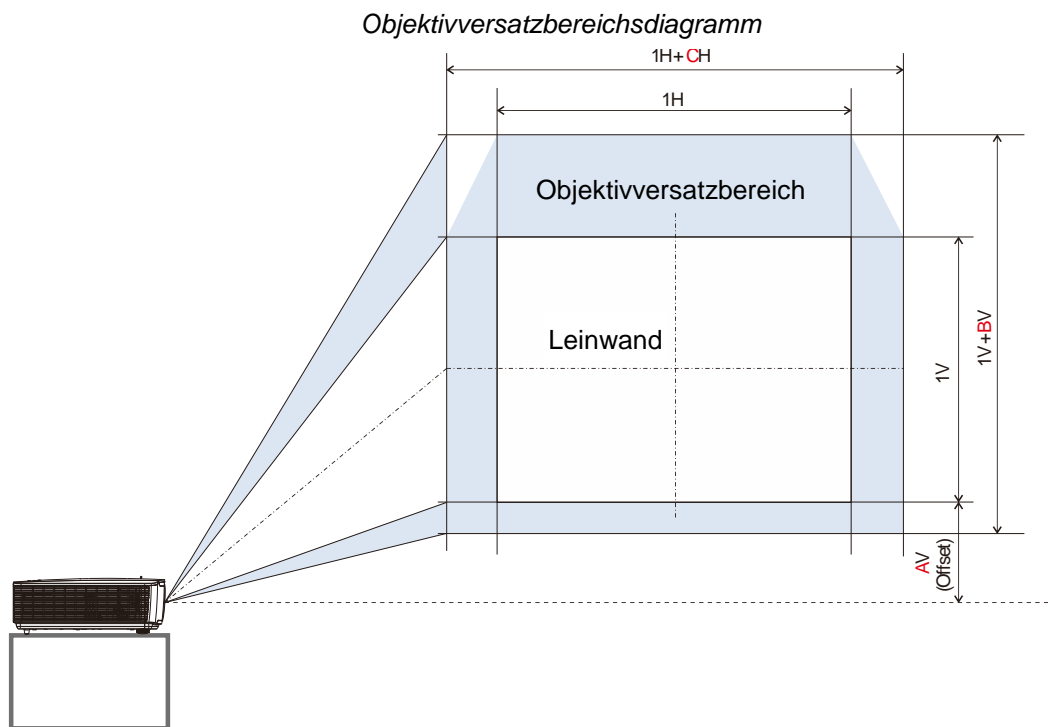 Objektivversatzbereichsdiagramm
1H+CH
1H
Objektivversatzbereich
Leinwand
1V
1V+BV
AV
(Offset)